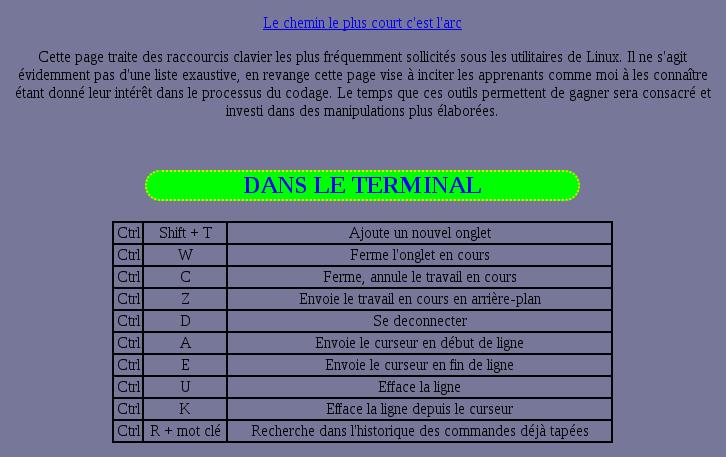 Le chemin le plus court c'est l'arc
Cette page traite des raccourcis clavier les plus fréquemment sollicités sous les utilitaires de Linux. Il ne s'agit
évidemment pas d'une liste exaustive, en revange cette page vise à inciter les apprenants comme moi à les connaître
étant donné leur intérêt dans le processus du codage. Le temps que ces outils permettent de gagner sera consacré et
investi dans des manipulations plus élaborées.
DANS LE TERMINAL
Ctrl Shift + T Ajoute un nouvel onglet
Ctrl W Ferme l'onglet en cours
Ctrl C Ferme, annule le travail en cours
Ctrl Z Envoie le travail en cours en arrière-plan
Ctrl D Se deconnecter
Ctrl A Envoie le curseur en début de ligne
Ctrl E Envoie le curseur en fin de ligne
Ctrl U Efface la ligne
Ctrl K Efface la ligne depuis le curseur
Ctrl R + mot clé Recherche dans l'historique des commandes déjà tapées